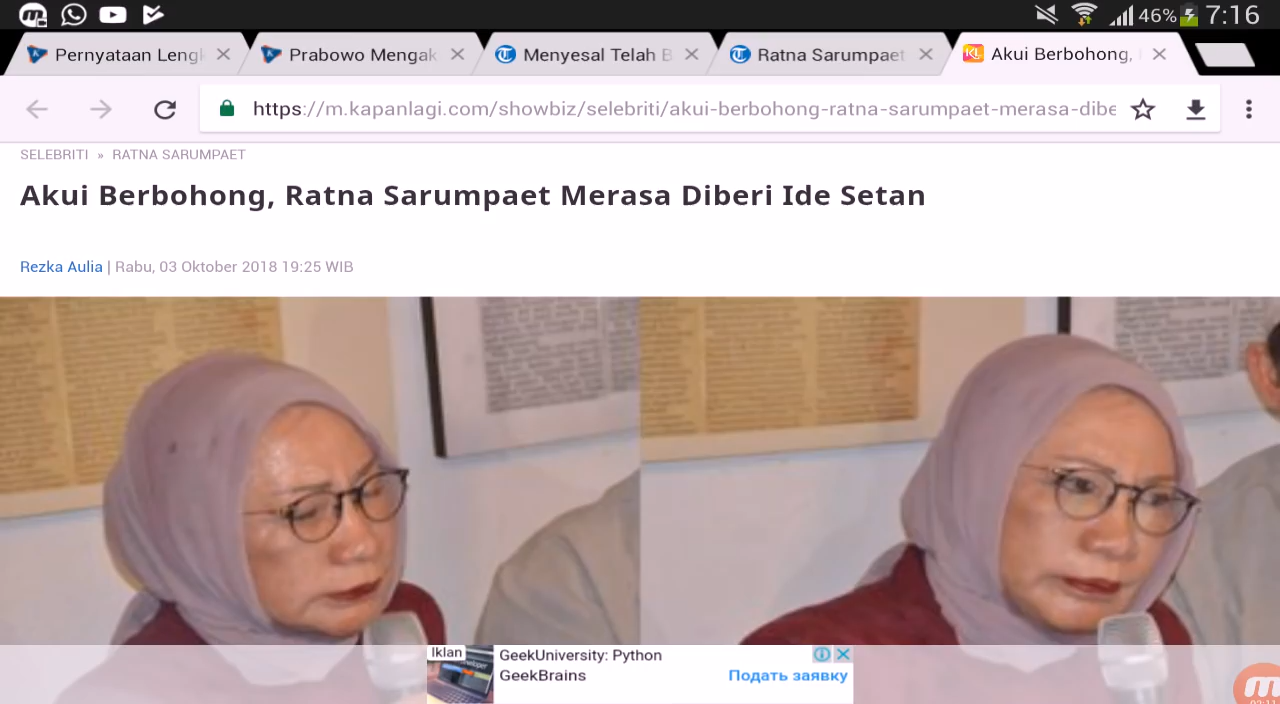 46% 7:16
Pernyataan Lengk
Prabowo Mengak
Menyesal Telah B
Ratna Sarumpaet
Akui Berbohong,
https://m.kapanlagi.com/showbiz/selebriti/akui-berbohong-ratna-sarumpaet-merasa-dibe
SELEBRITI » RATNA SARUMPAET
Akui Berbohong, Ratna Sarumpaet Merasa Diberi Ide Setan
Rezka Aulia | Rabu, 03 Oktober 2018 19:25 WIB
Iklan
GeekUniversity: Python
GeekBrains
Подать заявку